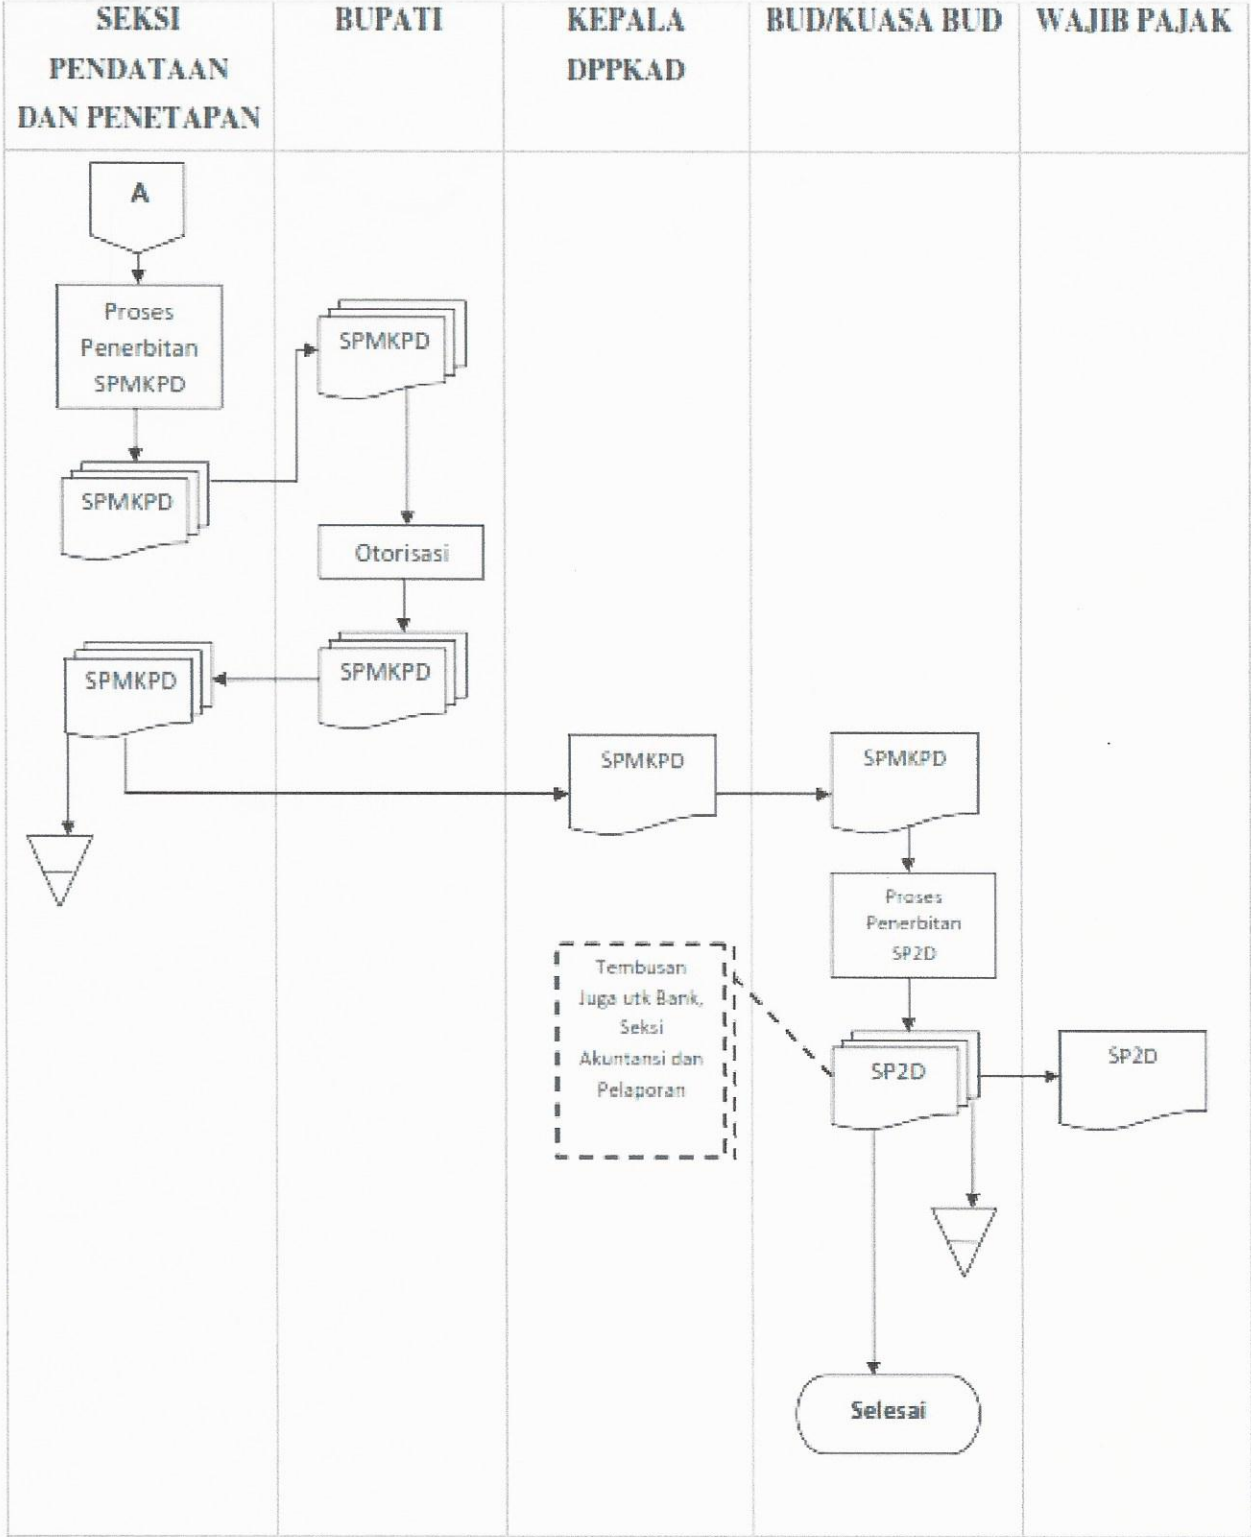 SEKSI
PENDATAAN
DAN PENETAPAN
BUPATI
KEPALA
DPPKAD
BUD/KUASA BUD
WAJIB PAJAK
A
Proses
Penerbitan
SPMKPD
SPMKPD
SPMKPD
Otorisasi
SPMKPD
SPMKPD
SPMKPD
SPMKPD
Proses
Penerbitan
SP2D
Tembusan
Juga utk Bank,
Seksi
Akuntansi dan
Pelaporan
SP2D
SP2D
Selesai